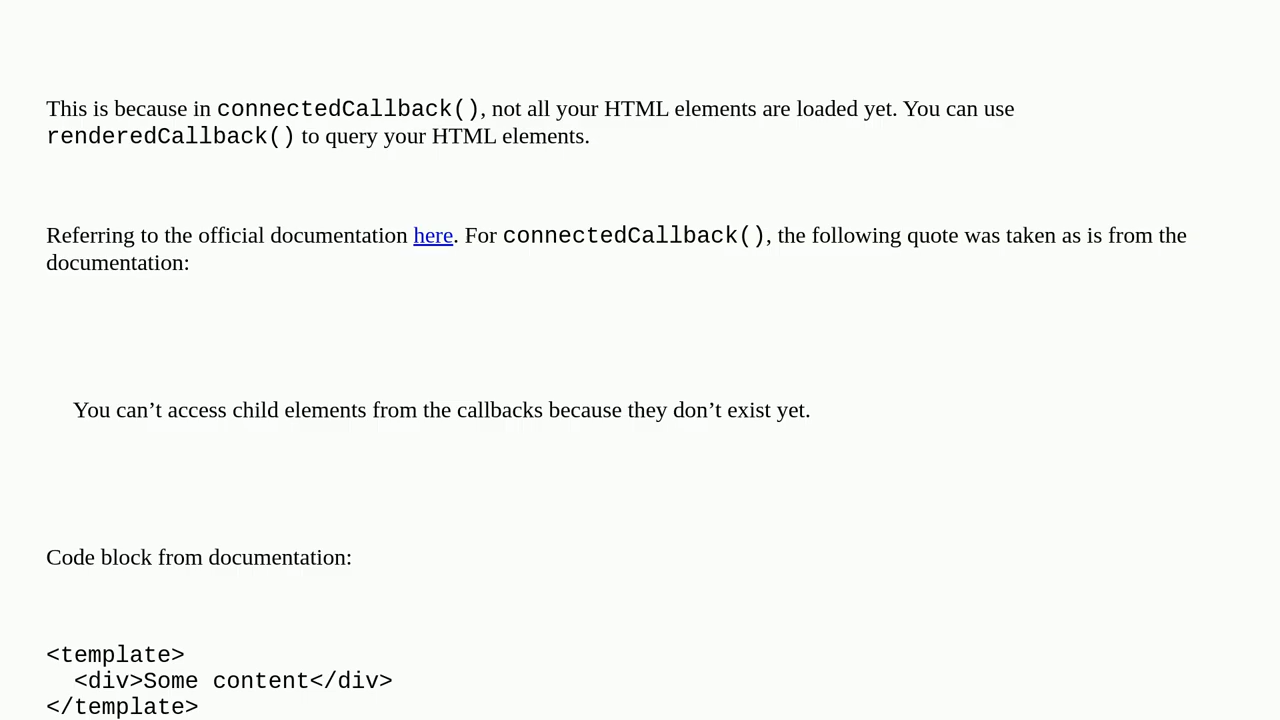 This is because in connectedCallback(), not all your HTML elements are loaded yet. You can use
renderedCallback() to query your HTML elements.
Referring to the official documentation here. For connectedCallback(), the following quote was taken as is from the
documentation:
You can’t access child elements from the callbacks because they don’t exist yet.
Code block from documentation:
<template>
  <div>Some content</div>
</template>